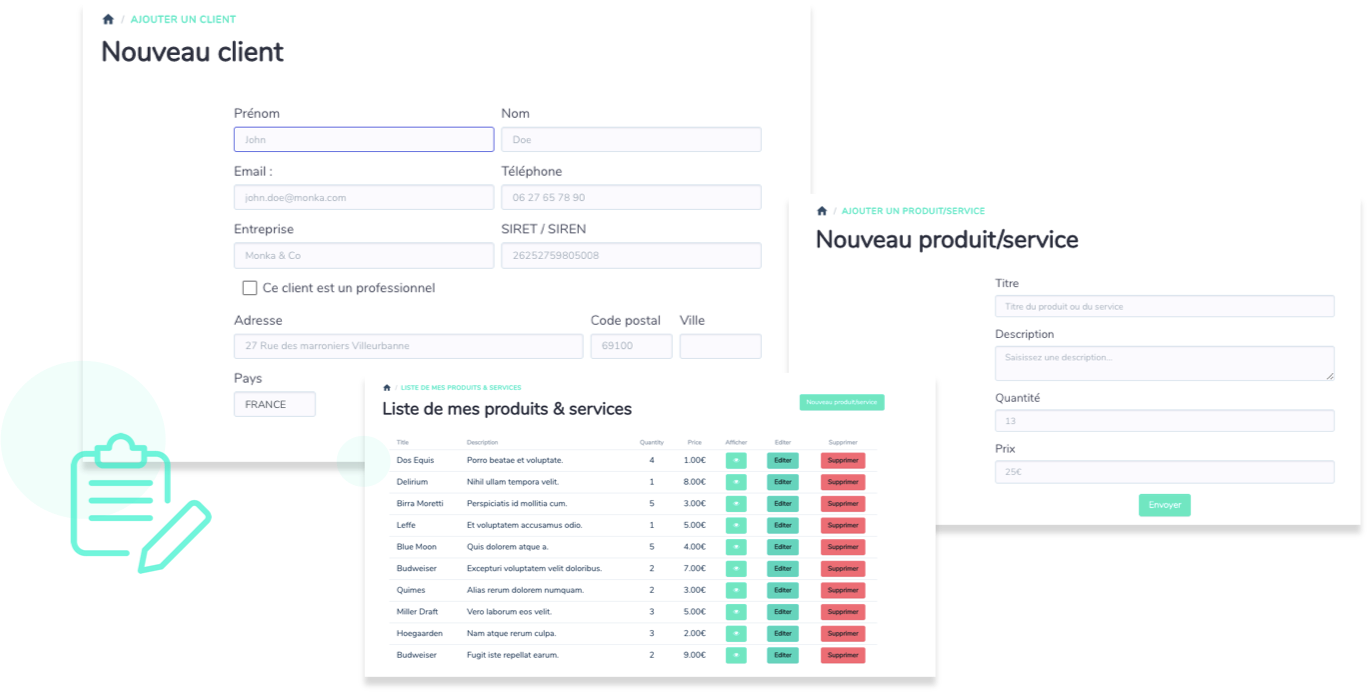 / AJOUTER UN CLIENT
Nouveau client
Prénom Nom
John Doe
Email : Téléphone
john.doe@monka.com 06 27 65 78 90
Entreprise SIRET / SIREN
Monka & Co 26252759805008
Ce client est un professionnel
Adresse Code postal Ville
27 Rue des marroniers Villeurbanne 69100
Pays
FRANCE
/ AJOUTER UN PRODUIT/SERVICE
Nouveau produit/service
Titre
Titre du produit ou du service
Description
Saisissez une description...
Quantité
13
Prix
25€
Envoyer
/ LISTE DE MES PRODUITS & SERVICES
Liste de mes produits & services Nouveau produit/service
Title Description Quantity Price Afficher Editer Supprimer
Dos Equis Porro beatae et voluptate. 4 1.00€ Editer Supprimer
Delirium Nihil ullam tempora velit. 1 8.00€ Editer Supprimer
Birra Moretti Perspiciatis id mollitia cum. 5 3.00€ Editer Supprimer
Leffe Et voluptatem accusamus odio. 1 5.00€ Editer Supprimer
Blue Moon Quis dolorem atque a. 5 4.00€ Editer Supprimer
Budweiser Excepturi voluptatem velit doloribus. 2 7.00€ Editer Supprimer
Quimes Alias rerum dolorem numquam. 2 3.00€ Editer Supprimer
Miller Draft Vero laborum eos velit. 3 5.00€ Editer Supprimer
Hoegaarden Nam atque rerum culpa. 3 2.00€ Editer Supprimer
Budweiser Fugit iste repellat earum. 2 9.00€ Editer Supprimer